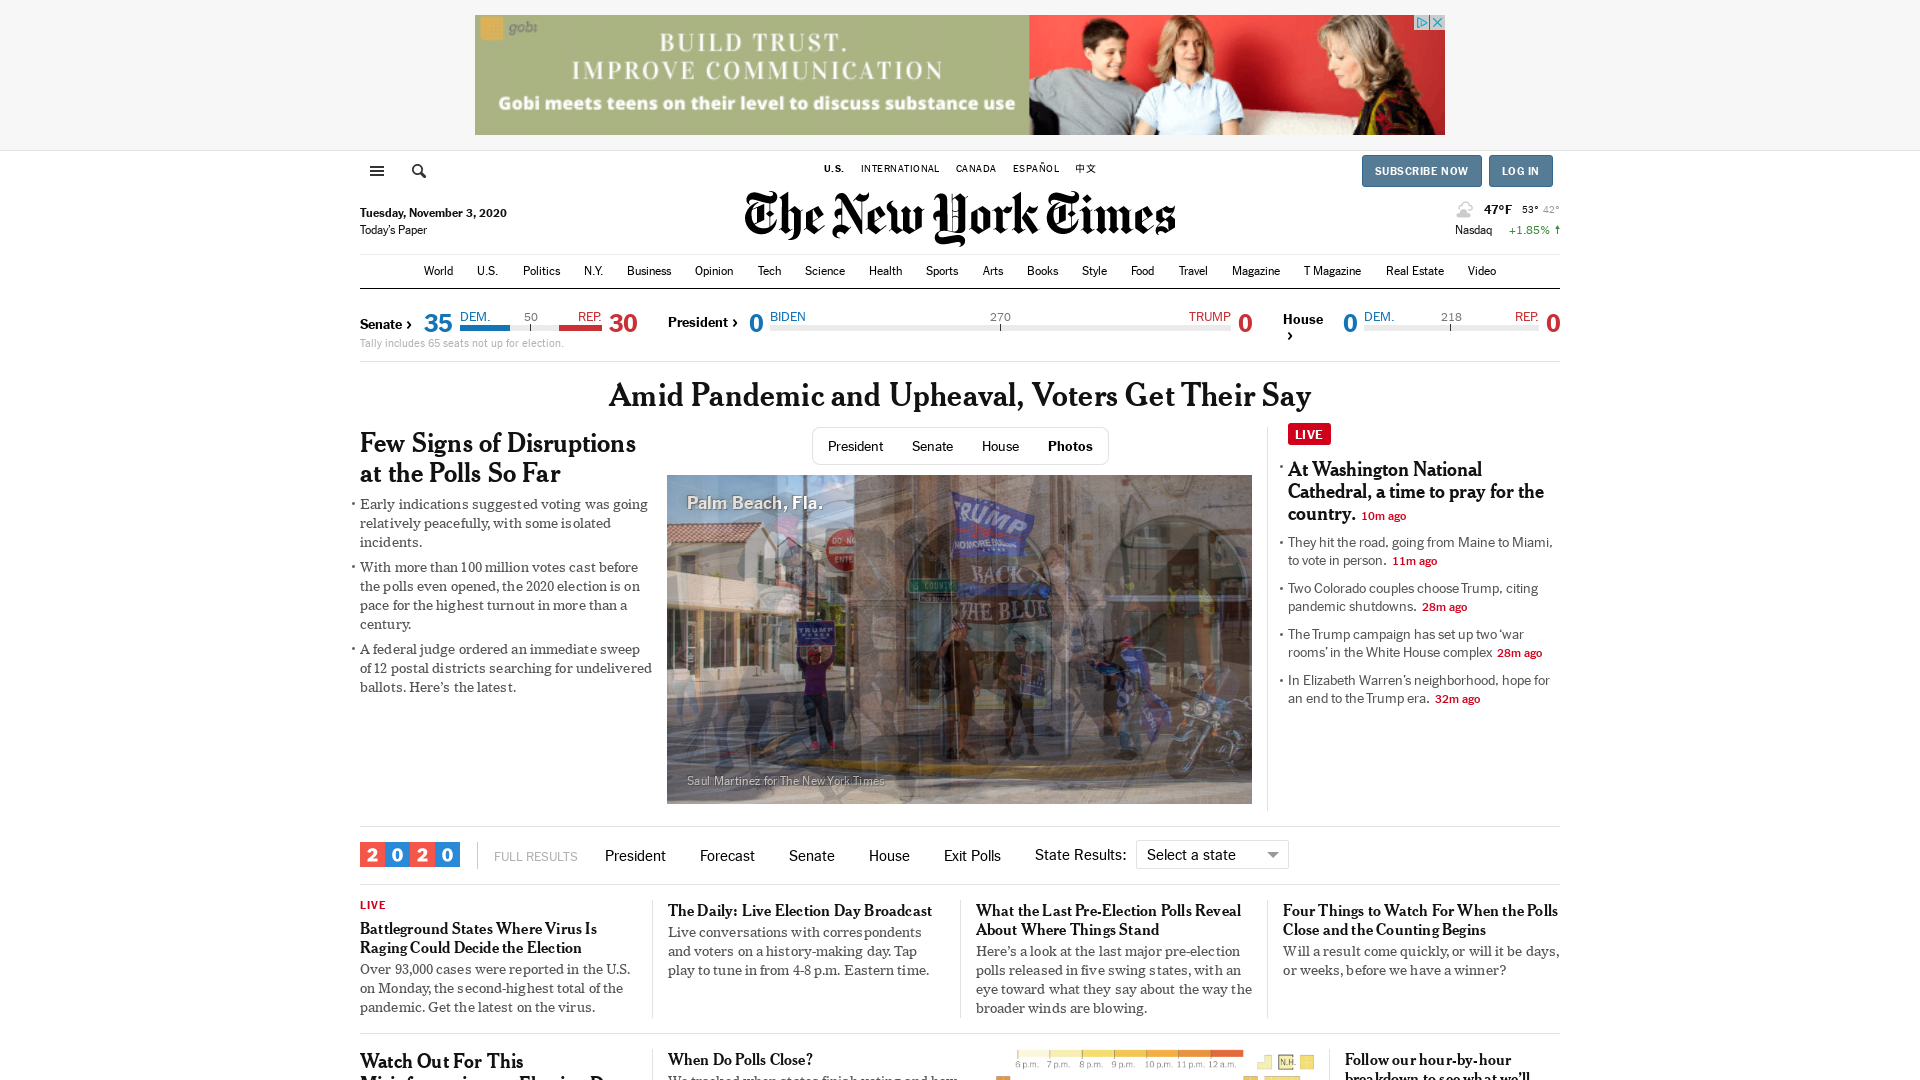 gobi
BUILD TRUST.
IMPROVE COMMUNICATION
Gobi meets teens on their level to discuss substance use
U.S. INTERNATIONAL CANADA ESPAÑOL 中文
SUBSCRIBE NOW LOG IN
The New York Times
Tuesday, November 3, 2020
Today's Paper
47°F 53° 42°
Nasdaq +1.85% ↑
World U.S. Politics N.Y. Business Opinion Tech Science Health Sports Arts Books Style Food Travel Magazine T Magazine Real Estate Video
Senate › 35 DEM. 50 REP. 30
Tally includes 65 seats not up for election.
President › 0 BIDEN 270 TRUMP 0
House › 0 DEM. 218 REP. 0
Amid Pandemic and Upheaval, Voters Get Their Say
Few Signs of Disruptions
at the Polls So Far
• Early indications suggested voting was going
relatively peacefully, with some isolated
incidents.
• With more than 100 million votes cast before
the polls even opened, the 2020 election is on
pace for the highest turnout in more than a
century.
• A federal judge ordered an immediate sweep
of 12 postal districts searching for undelivered
ballots. Here's the latest.
President Senate House Photos
Palm Beach, Fla.
TRUMP
BACK
THE BLUE
COUNTY
DO NO
ENTE
TRUMP
Saul Martinez for The New York Times
LIVE
• At Washington National
Cathedral, a time to pray for the
country. 10m ago
• They hit the road, going from Maine to Miami,
to vote in person. 11m ago
• Two Colorado couples choose Trump, citing
pandemic shutdowns. 28m ago
• The Trump campaign has set up two 'war
rooms' in the White House complex 28m ago
• In Elizabeth Warren's neighborhood, hope for
an end to the Trump era. 32m ago
2020 FULL RESULTS President Forecast Senate House Exit Polls State Results: Select a state
LIVE
Battleground States Where Virus Is
Raging Could Decide the Election
Over 93,000 cases were reported in the U.S.
on Monday, the second-highest total of the
pandemic. Get the latest on the virus.
The Daily: Live Election Day Broadcast
Live conversations with correspondents
and voters on a history-making day. Tap
play to tune in from 4-8 p.m. Eastern time.
What the Last Pre-Election Polls Reveal
About Where Things Stand
Here's a look at the last major pre-election
polls released in five swing states, with an
eye toward what they say about the way the
broader winds are blowing.
Four Things to Watch For When the Polls
Close and the Counting Begins
Will a result come quickly, or will it be days,
or weeks, before we have a winner?
Watch Out For This
When Do Polls Close?
6 p.m. 7 p.m. 8 p.m. 9 p.m. 10 p.m. 11 p.m. 12 a.m.
N.H.
Follow our hour-by-hour
breakdown to see what we'll